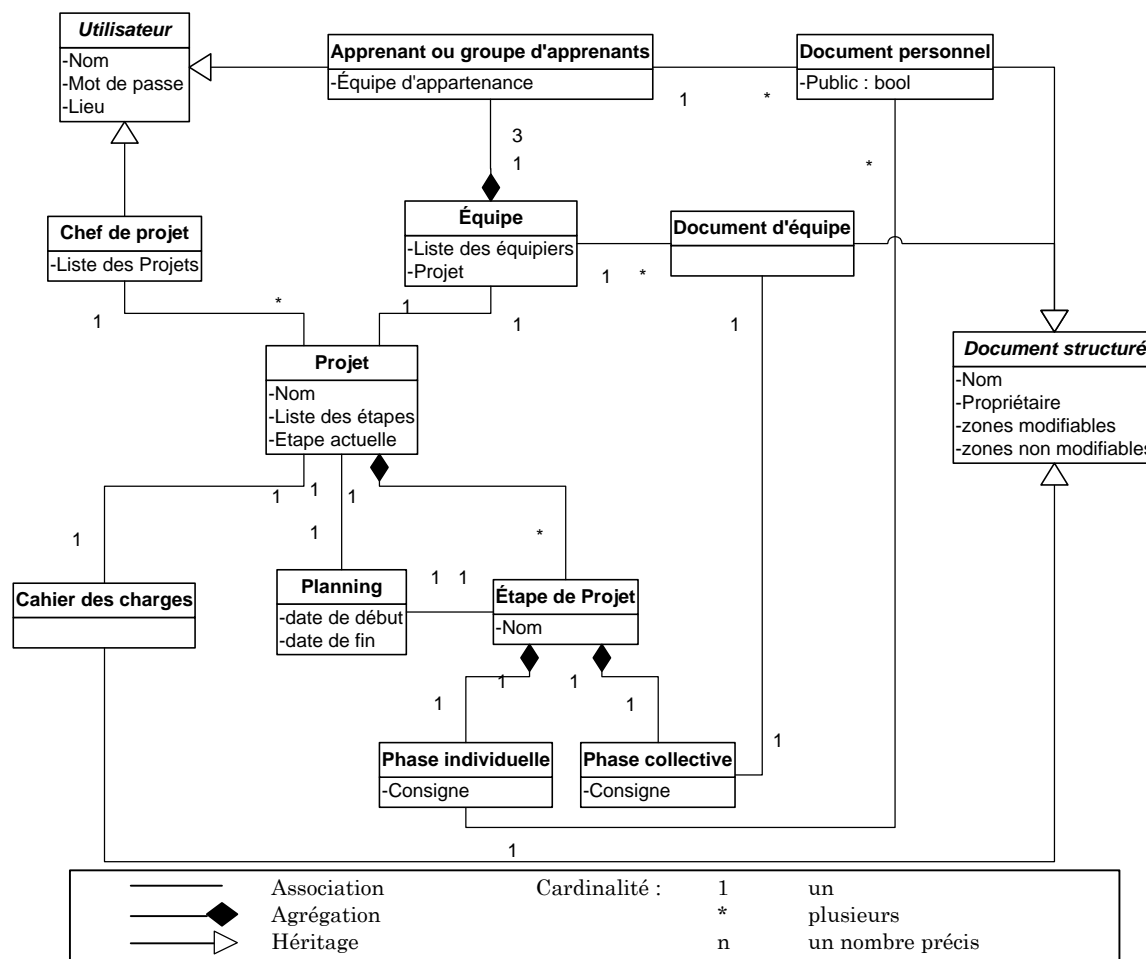 Utilisateur
-Nom
-Mot de passe
-Lieu
Apprenant ou groupe d'apprenants
-Équipe d'appartenance
Document personnel
-Public : bool
1
*
3
1
*
Chef de projet
-Liste des Projets
Équipe
-Liste des équipiers
-Projet
Document d'équipe
1
*
1
*
1
1
1
Document structuré
-Nom
-Propriétaire
-zones modifiables
-zones non modifiables
Projet
-Nom
-Liste des étapes
-Etape actuelle
1
1
1
1
1
*
Cahier des charges
Planning
-date de début
-date de fin
1
1
Étape de Projet
-Nom
1
1
1
1
1
Phase individuelle
-Consigne
Phase collective
-Consigne
1
Association
Cardinalité :
1
un
Agrégation
*
plusieurs
Héritage
n
un nombre précis